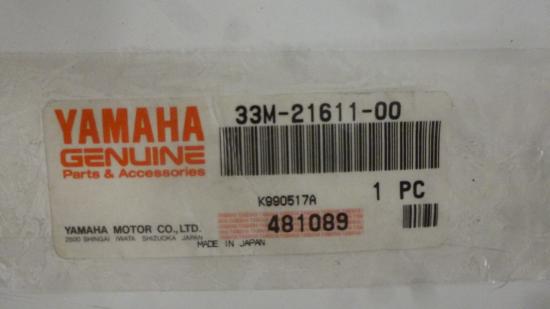 YAMAHA
GENUINE
Parts & Accessories
33M-21611-00
K990517A
1 PC
YAMAHA MOTOR CO.,LTD.
2500 SHINGAI IWATA SHIZUOKA JAPAN
481089
MADE IN JAPAN